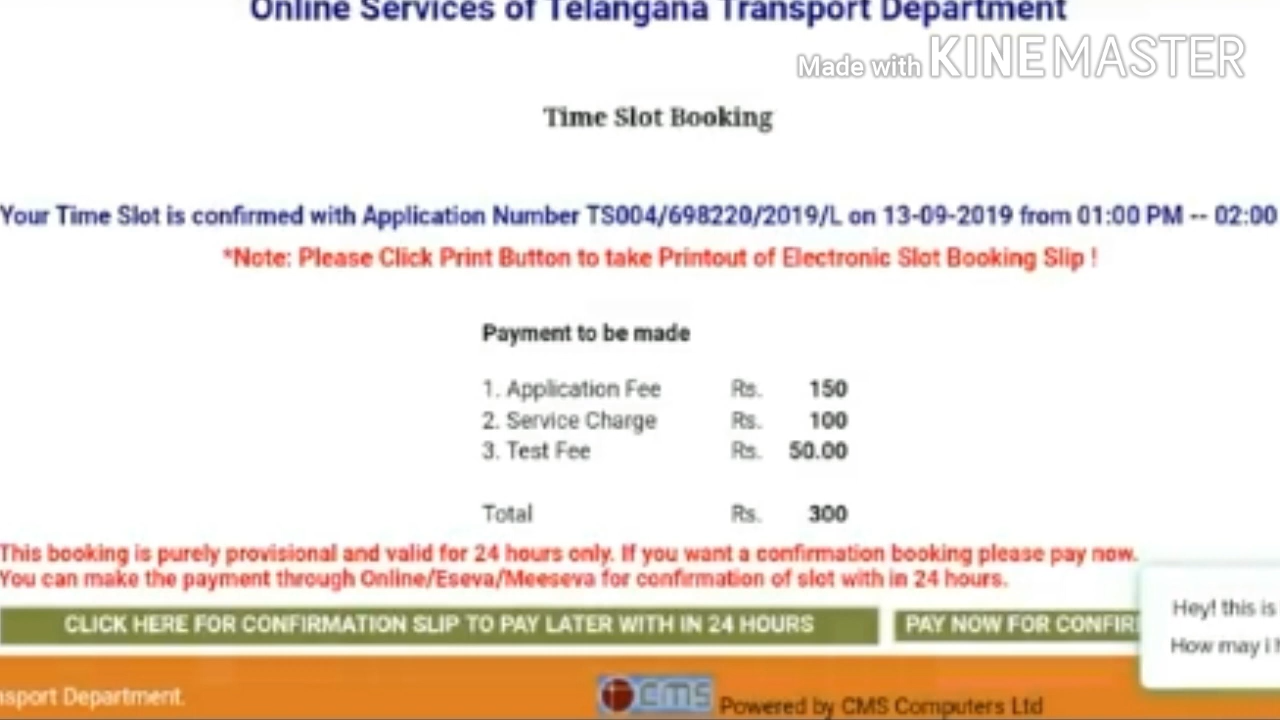 Online Services of Telangana Transport Department
Made with KINEMASTER
Time Slot Booking
Your Time Slot is confirmed with Application Number TS004/698220/2019/L on 13-09-2019 from 01:00 PM -- 02:00
*Note: Please Click Print Button to take Printout of Electronic Slot Booking Slip !
Payment to be made
1. Application Fee Rs. 150
2. Service Charge Rs. 100
3. Test Fee Rs. 50.00
Total Rs. 300
This booking is purely provisional and valid for 24 hours only. If you want a confirmation booking please pay now.
You can make the payment through Online/Eseva/Meeseva for confirmation of slot with in 24 hours.
CLICK HERE FOR CONFIRMATION SLIP TO PAY LATER WITH IN 24 HOURS PAY NOW FOR CONFIR
Hey! this is
How may i
nsport Department. CMS Powered by CMS Computers Ltd